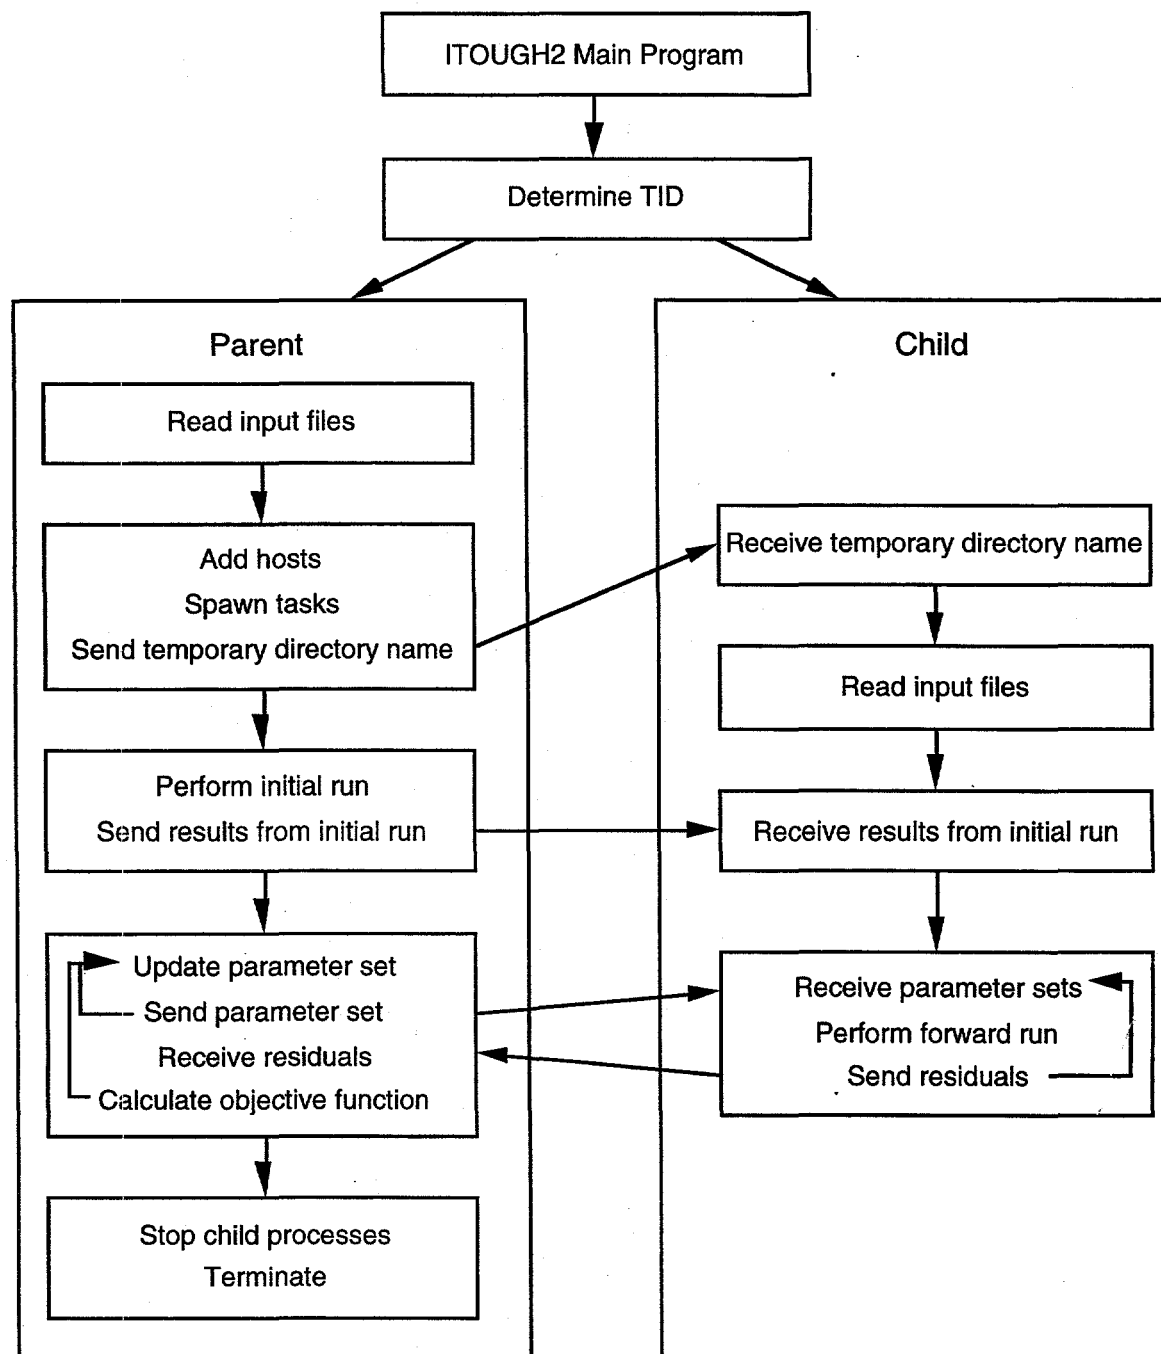 ITOUGH2 Main Program
Determine TID
Parent
Read input files
Add hosts
Spawn tasks
Send temporary directory name
Perform initial run
Send results from initial run
Update parameter set
Send parameter set
Receive residuals
Calculate objective function
Stop child processes
Terminate
Child
Receive temporary directory name
Read input files
Receive results from initial run
Receive parameter sets
Perform forward run
Send residuals